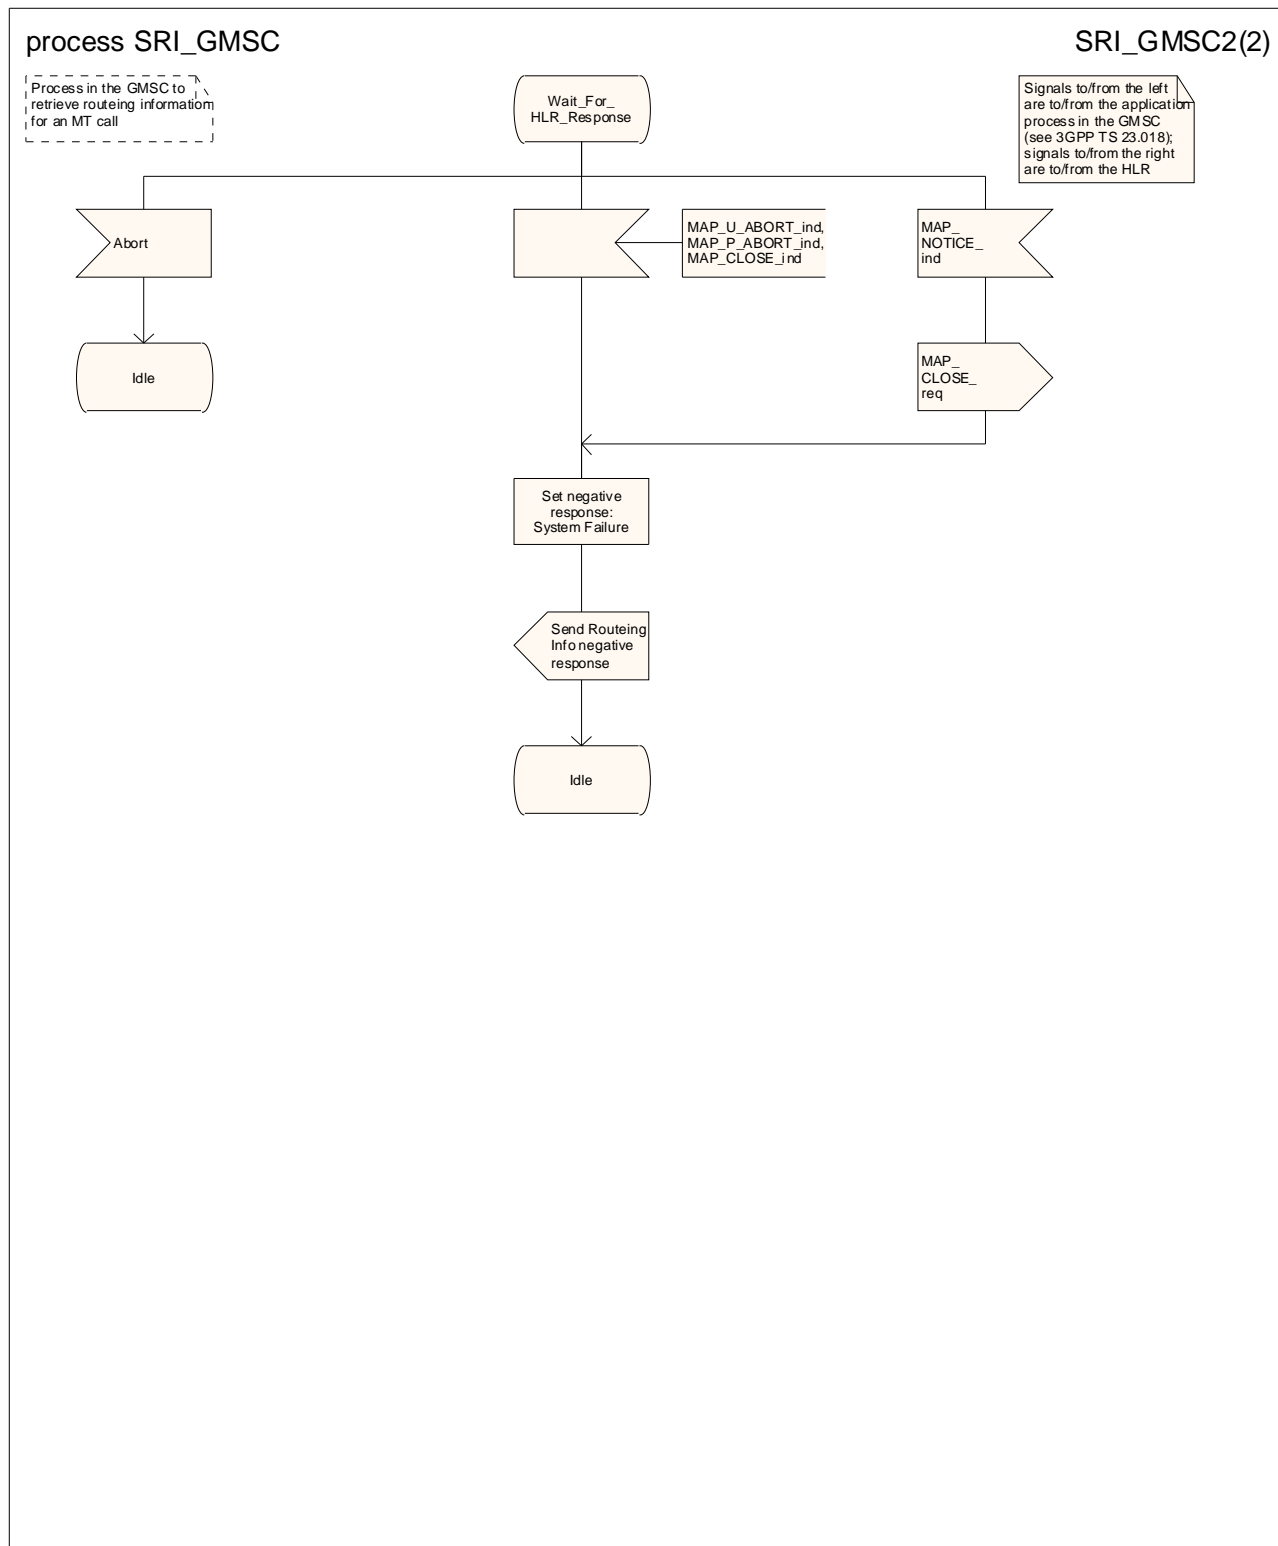 process SRI_GMSC
SRI_GMSC2(2)
Process in the GMSC to
retrieve routeing information
for an MT call
Wait_For_
HLR_Response
Signals to/from the left
are to/from the application
process in the GMSC
(see 3GPP TS 23.018);
signals to/from the right
are to/from the HLR
Abort
MAP_U_ABORT_ind,
MAP_P_ABORT_ind,
MAP_CLOSE_ind
MAP_
NOTICE_
ind
Idle
MAP_
CLOSE_
req
Set negative
response:
System Failure
Send Routeing
Info negative
response
Idle